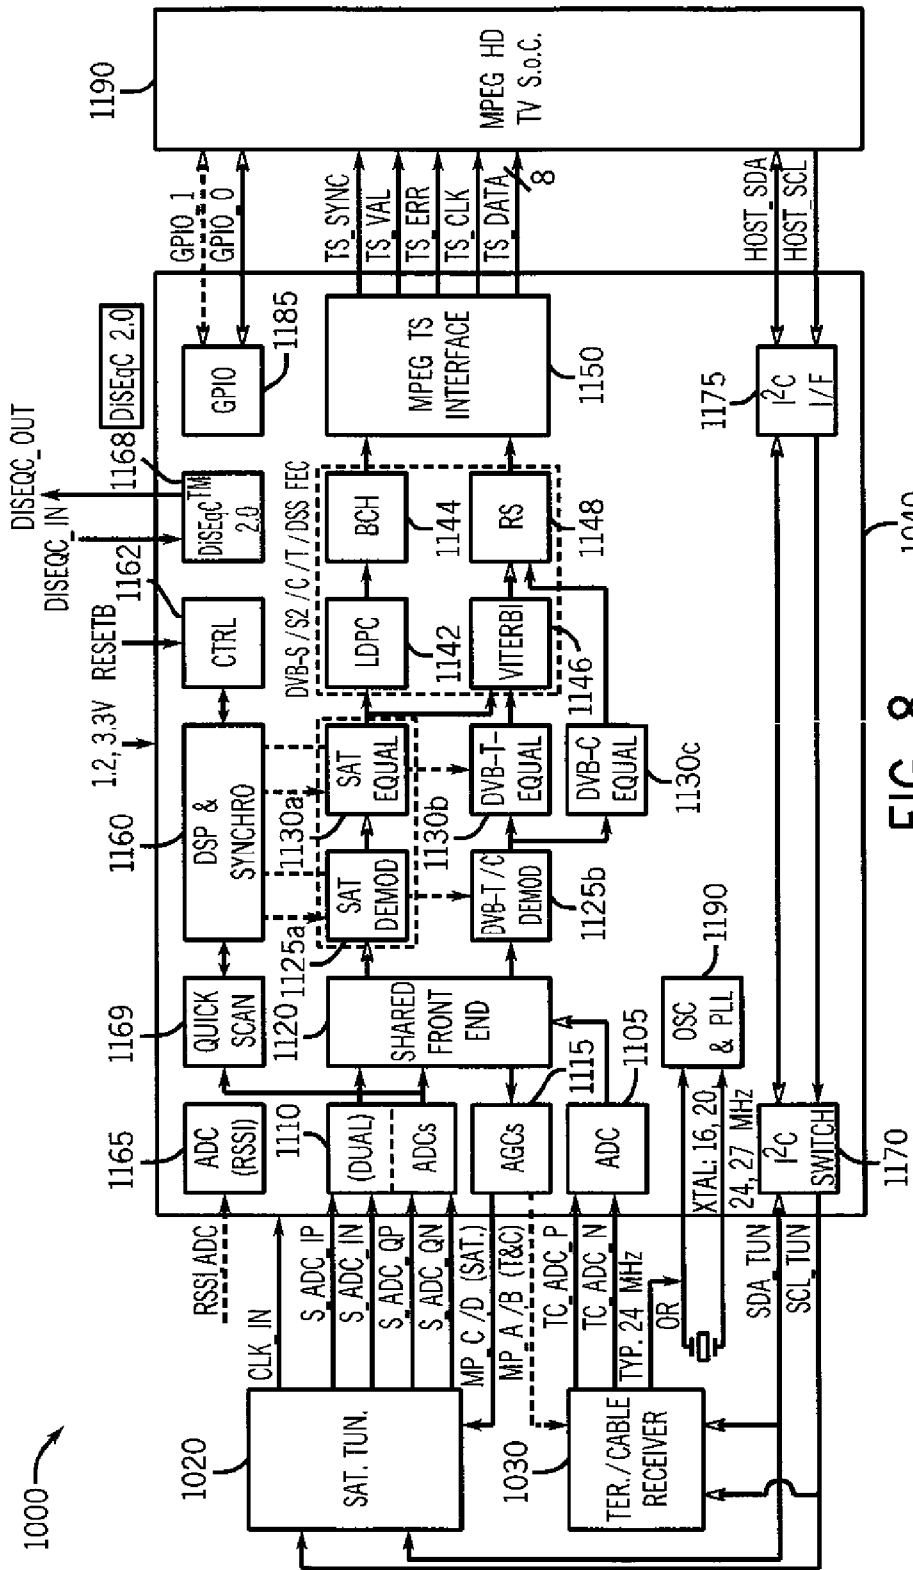 1000
1020
SAT. TUN.
1030
TER./CABLE
RECEIVER
CLK_IN
RSSI ADC
S_ADC_IP
S_ADC_IN
S_ADC_QP
S_ADC_QN
MP_C/D (SAT.)
MP_A/B (T&C)
TC_ADC_P
TC_ADC_N
TYP. 24 MHz
OR
XTAL: 16, 20,
24, 27 MHz
SDA_TUN
SCL_TUN
1165
ADC
(RSSI)
1110
(DUAL)
ADCs
AGCs
1115
ADC
1105
I²C
SWITCH
1170
1169
QUICK
SCAN
1120
SHARED
FRONT
END
OSC
& PLL
1190
1160
DSP &
SYNCHRO
1125a
SAT
DEMOD
1130a
SAT
EQUAL
DVB-T/C
DEMOD
1125b
1130b
DVB-T-
EQUAL
DVB-C
EQUAL
1130c
1.2, 3.3V
RESETB
1162
CTRL
DISEQC_IN
DISEQC_OUT
1168
DiSEqC 2.0
DiSEqC™
2.0
DVB-S/S2/C/T/DSS FEC
LDPC
1142
BCH
1144
VITERBI
1146
RS
1148
GPIO
1185
MPEG TS
INTERFACE
1150
I²C
I/F
1175
GPIO_1
GPIO_0
TS_SYNC
TS_VAL
TS_ERR
TS_CLK
TS_DATA
8
HOST_SDA
HOST_SCL
1190
MPEG HD
TV S.o.C.
1040
FIG. 8